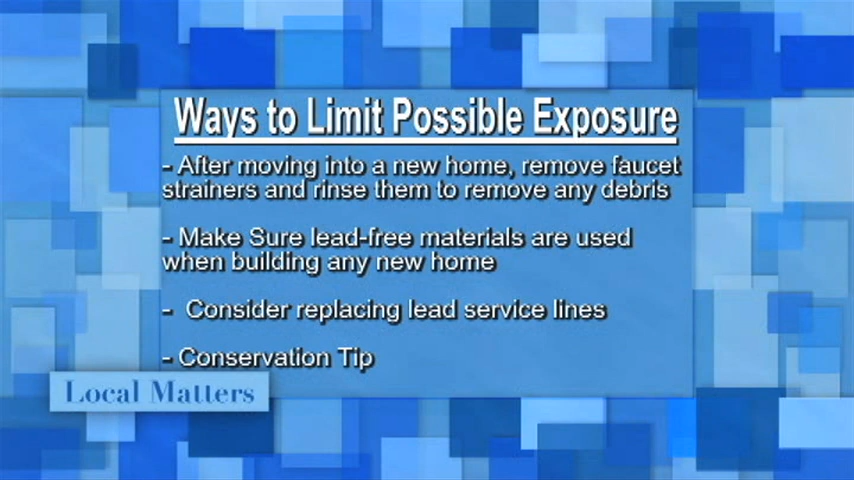 Ways to Limit Possible Exposure
- After moving into a new home, remove faucet
strainers and rinse them to remove any debris
- Make Sure lead-free materials are used
when building any new home
- Consider replacing lead service lines
- Conservation Tip
Local Matters